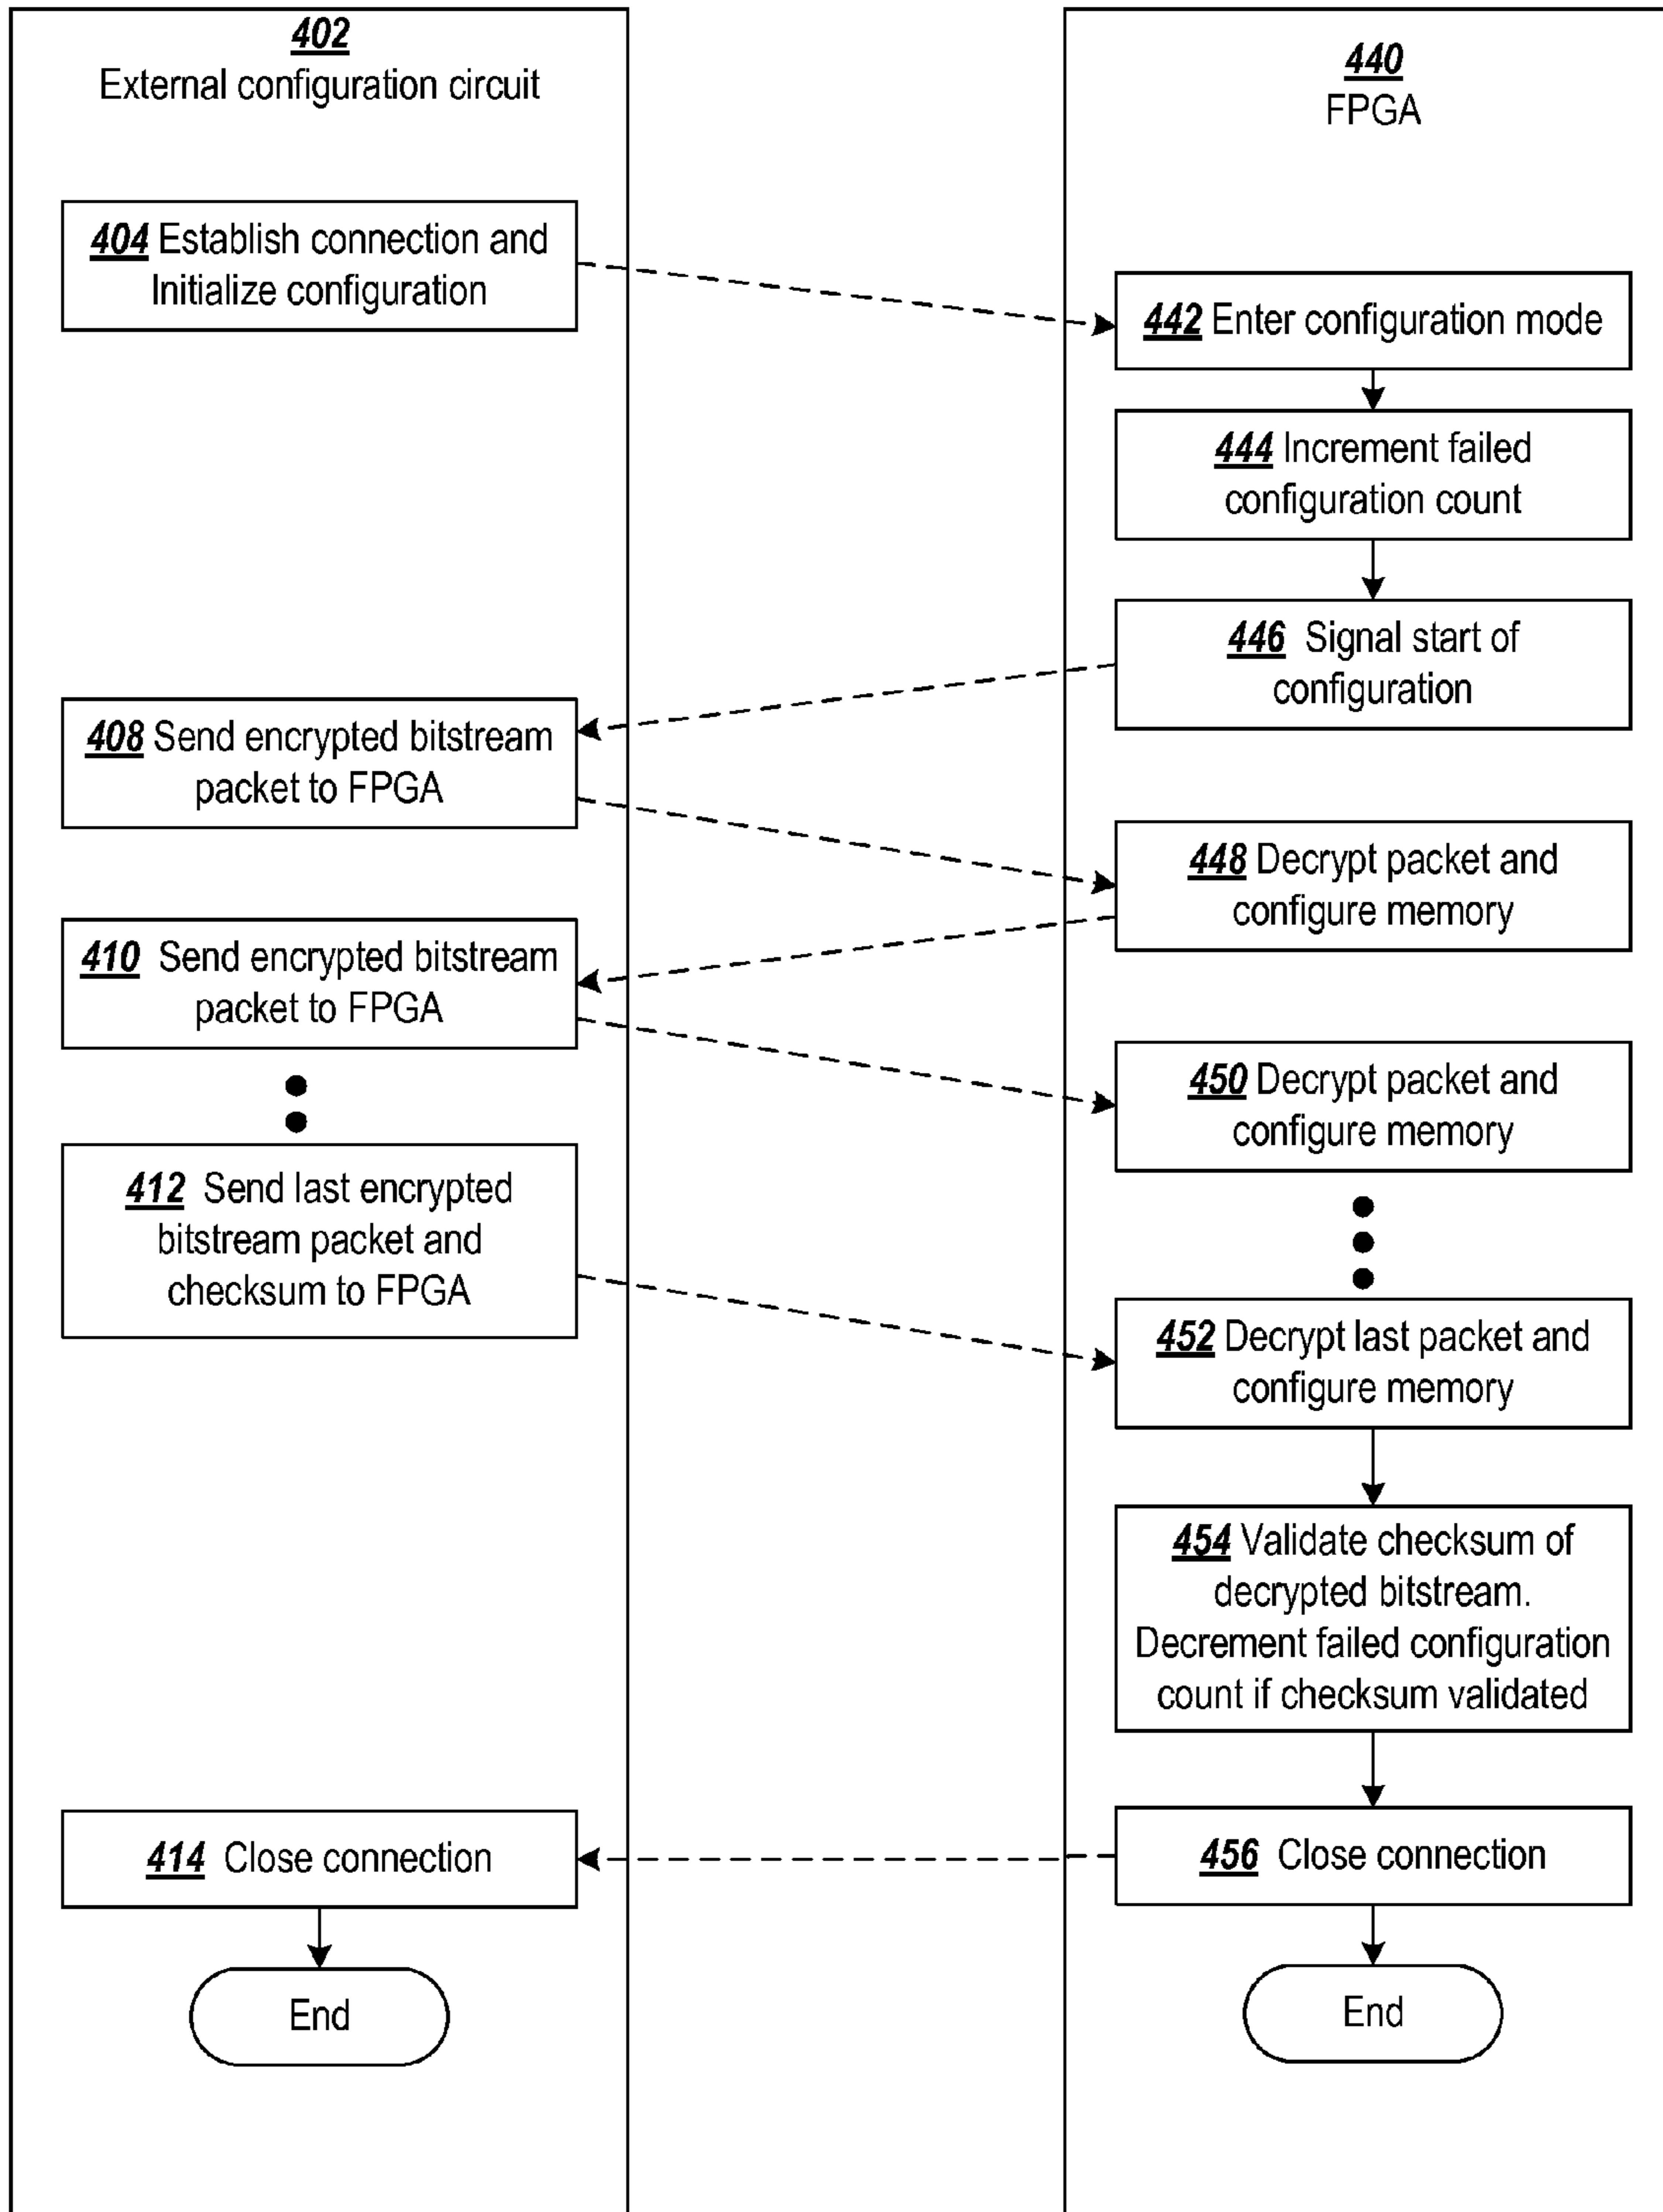 402
External configuration circuit
404 Establish connection and
Initialize configuration
408 Send encrypted bitstream
packet to FPGA
410 Send encrypted bitstream
packet to FPGA
412 Send last encrypted
bitstream packet and
checksum to FPGA
414 Close connection
End
440
FPGA
442 Enter configuration mode
444 Increment failed
configuration count
446 Signal start of
configuration
448 Decrypt packet and
configure memory
450 Decrypt packet and
configure memory
452 Decrypt last packet and
configure memory
454 Validate checksum of
decrypted bitstream.
Decrement failed configuration
count if checksum validated
456 Close connection
End